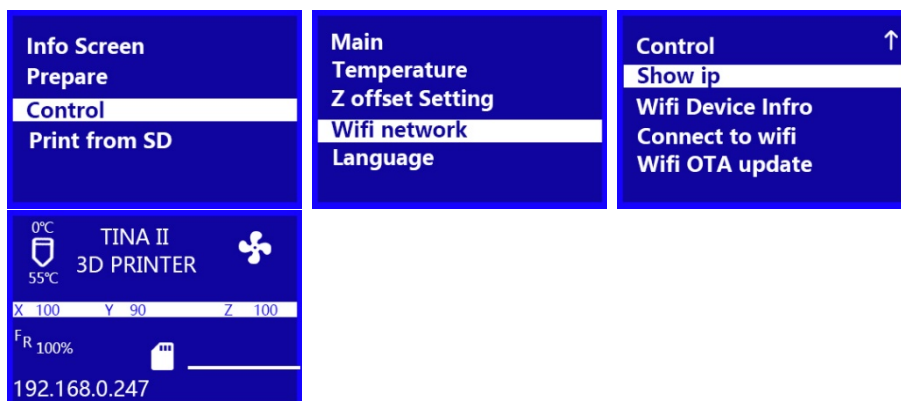 Info Screen
Prepare
Control
Print from SD
Main
Temperature
Z offset Setting
Wifi network
Language
Control ↑
Show ip
Wifi Device Infro
Connect to wifi
Wifi OTA update
0℃
TINA II
3D PRINTER
55℃
X 100 Y 90 Z 100
FR 100%
192.168.0.247